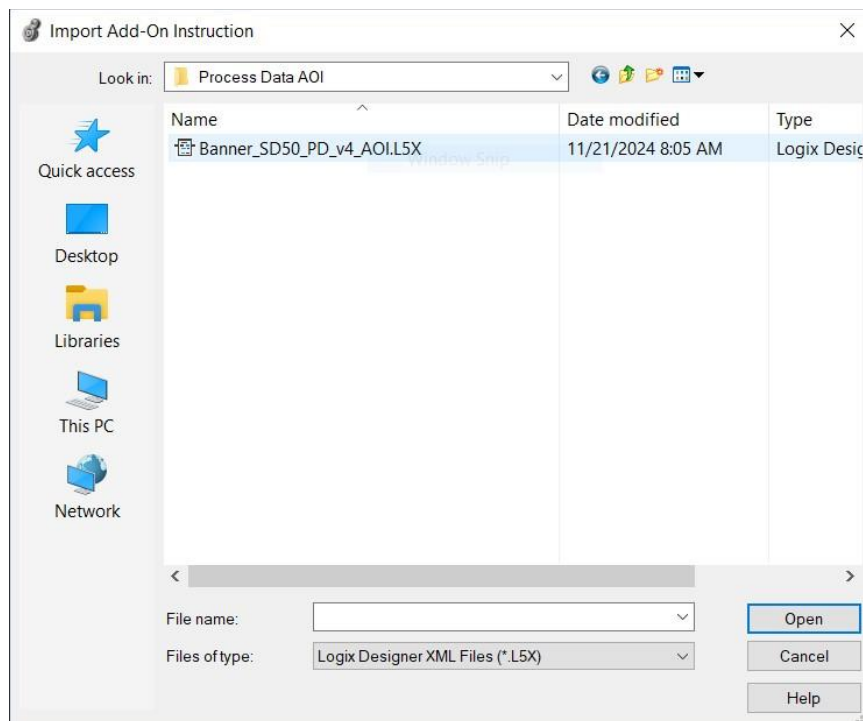 Import Add-On Instruction
Look in: Process Data AOI
Name Date modified Type
Banner_SD50_PD_v4_AOI.L5X 11/21/2024 8:05 AM Logix Desig
Window Snip
Quick access
Desktop
Libraries
This PC
Network
File name: Open
Files of type: Logix Designer XML Files (*.L5X) Cancel
Help